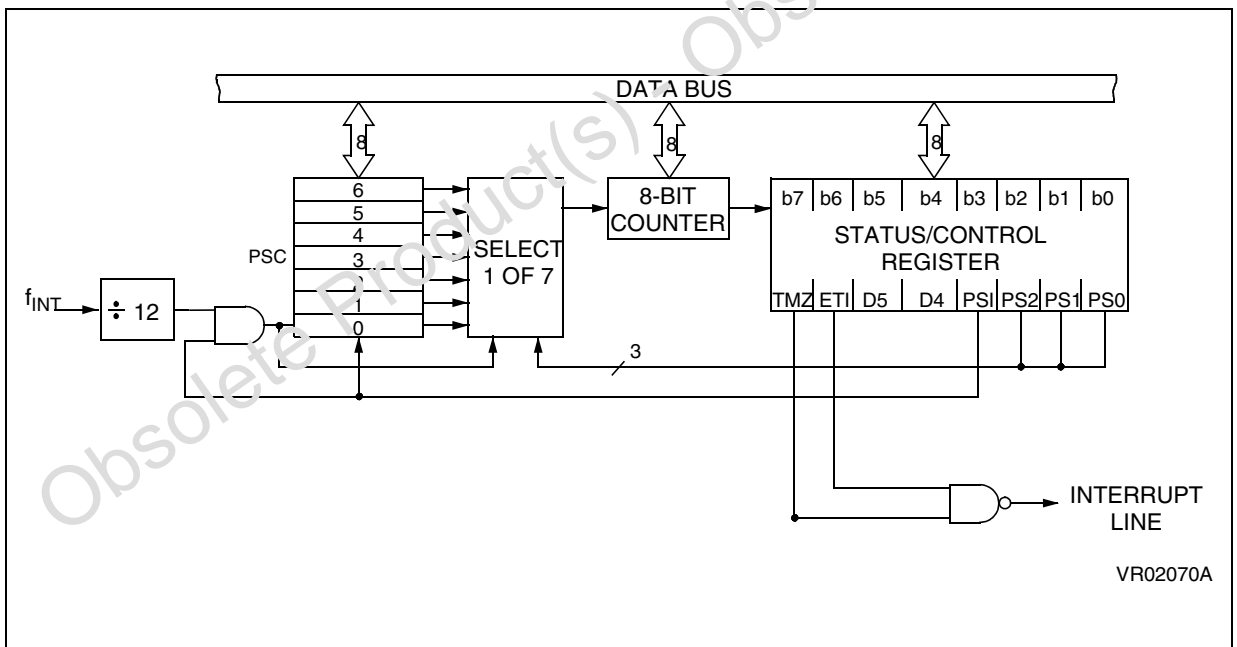 DATA BUS
8
8
8
6
5
4
3
2
1
0
PSC
SELECT
1 OF 7
8-BIT
COUNTER
b7 b6 b5 b4 b3 b2 b1 b0
STATUS/CONTROL
REGISTER
TMZ ETI D5 D4 PSI PS2 PS1 PS0
fINT
÷ 12
3
INTERRUPT
LINE
VR02070A
Obsolete Product(s) - Obso